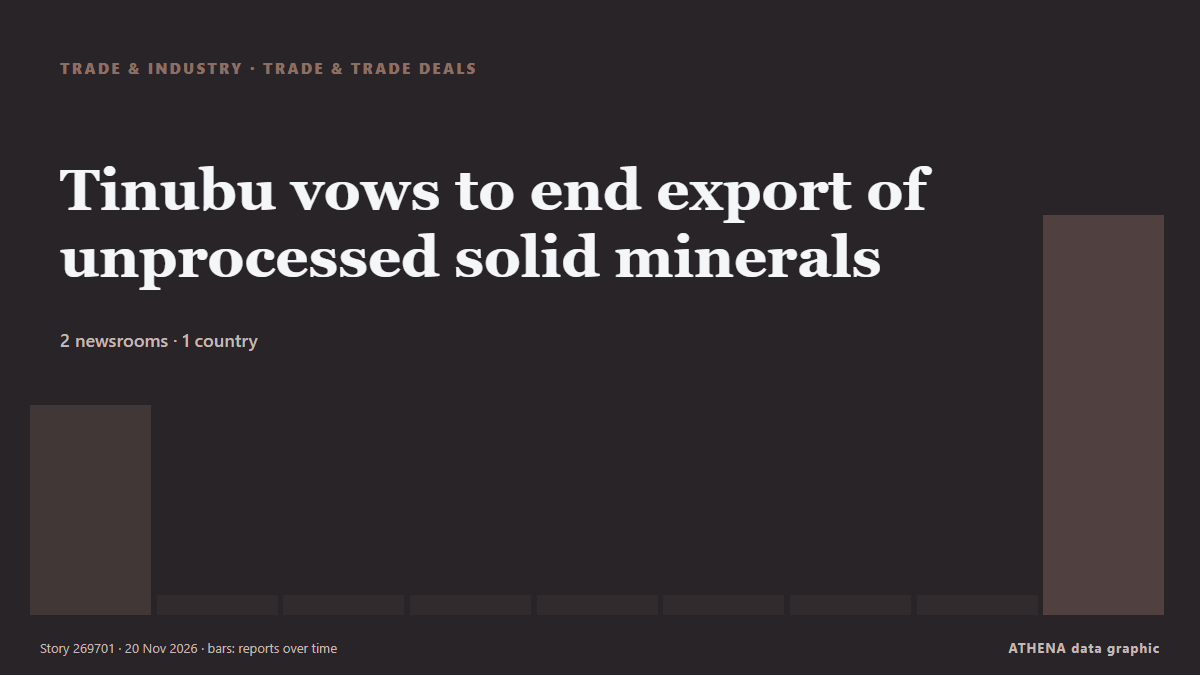 TRADE & INDUSTRY · TRADE & TRADE DEALS
Tinubu vows to end export of
unprocessed solid minerals
2 newsrooms · 1 country
Story 269701 · 20 Nov 2026 · bars: reports over time
ATHENA data graphic